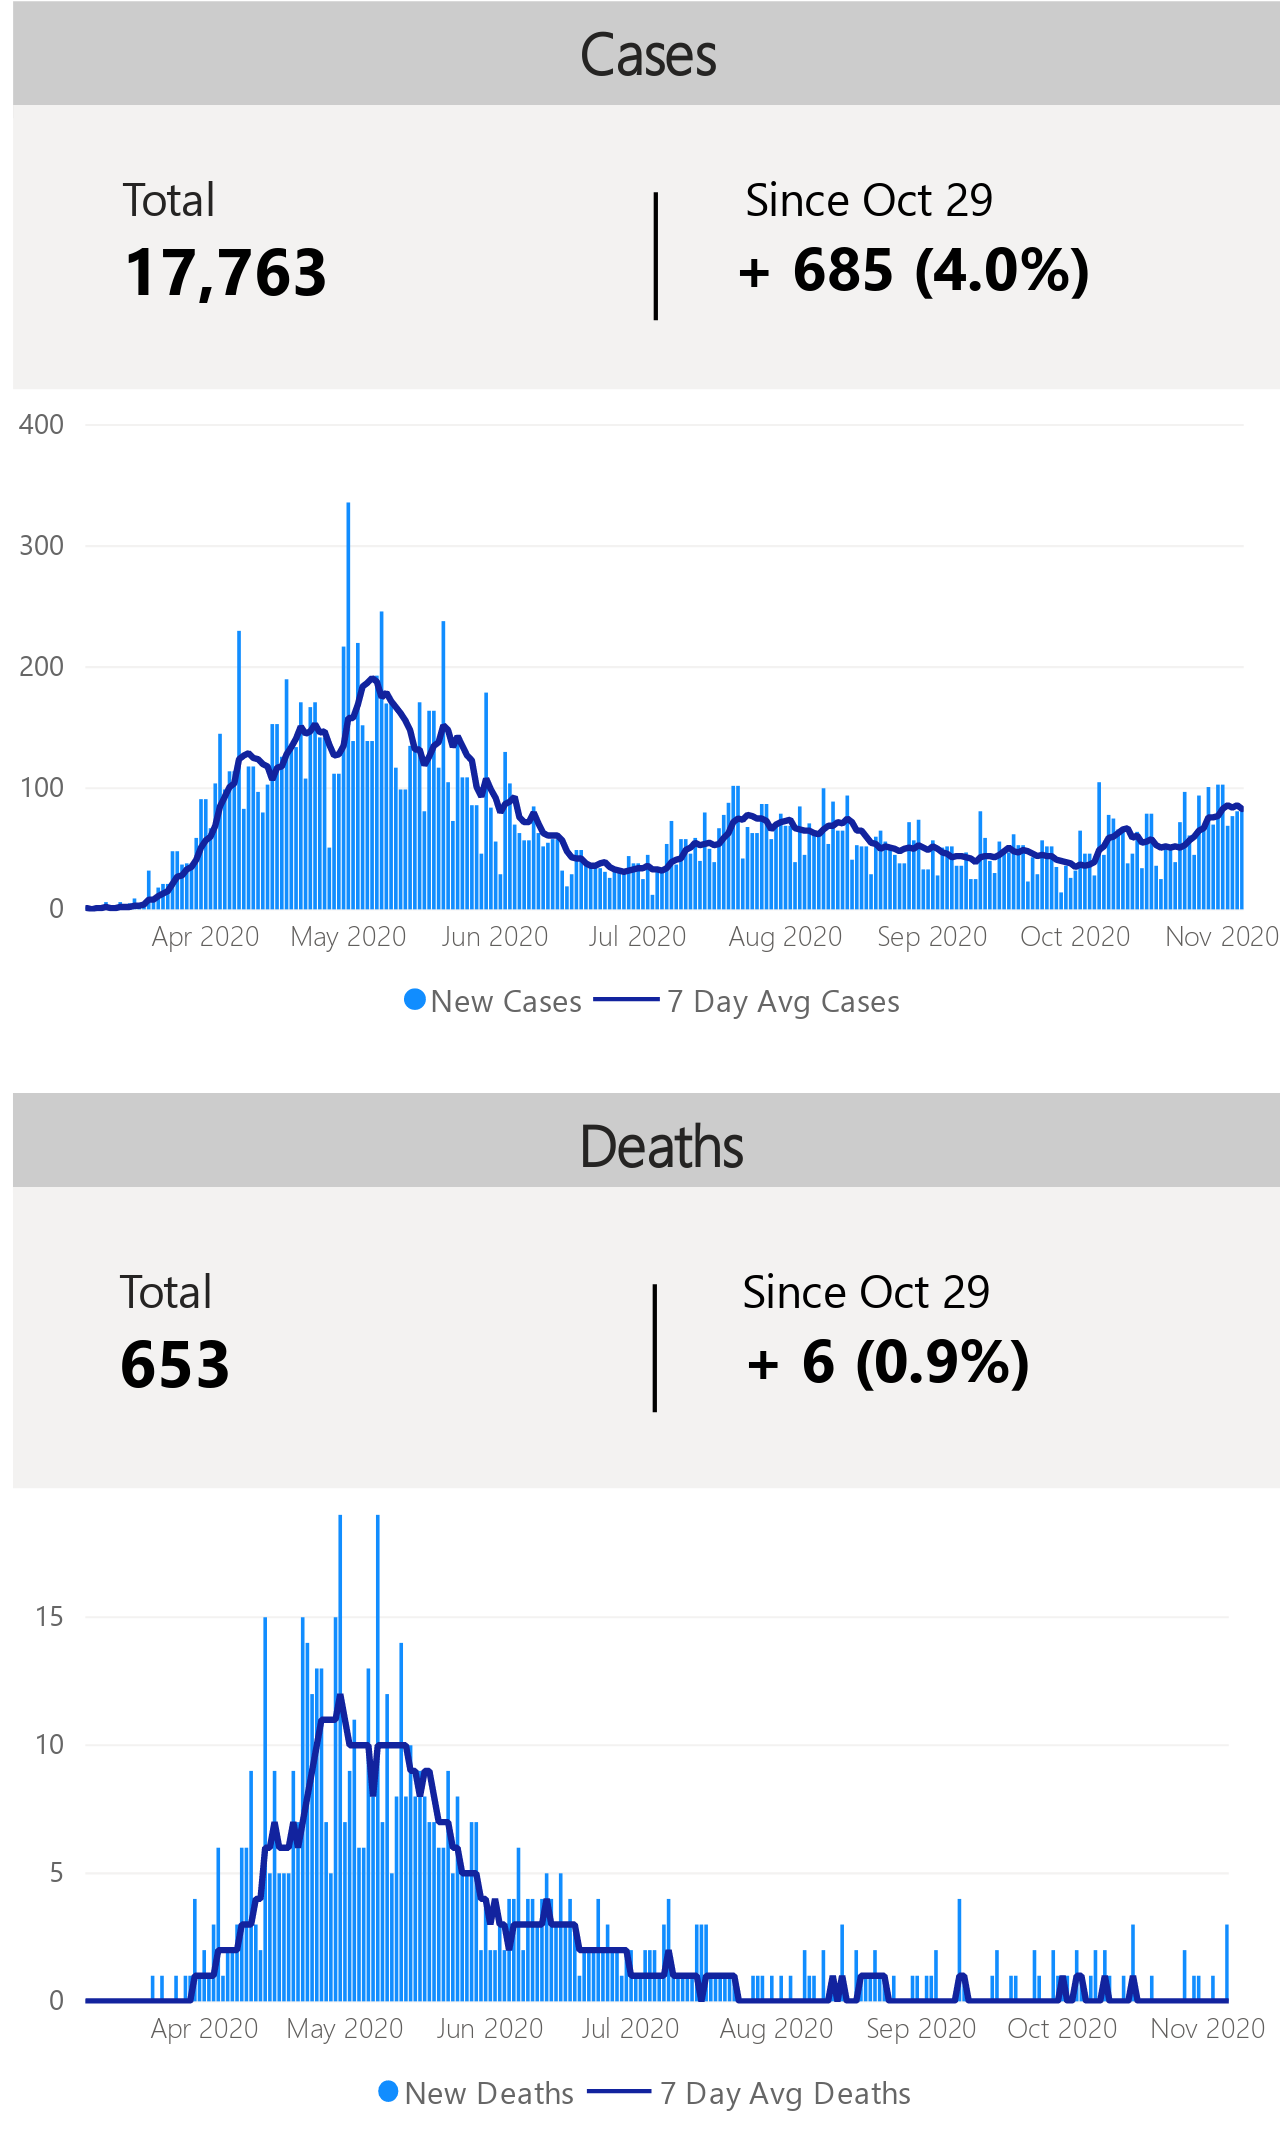 Cases
Total
Since Oct 29
17,763
+ 685 (4.0%)
400
300
200
100
0
Apr 2020 May 2020 Jun 2020 Jul 2020 Aug 2020 Sep 2020 Oct 2020 Nov 2020
New Cases 7 Day Avg Cases
Deaths
Total
Since Oct 29
653
+ 6 (0.9%)
15
10
5
0
Apr 2020 May 2020 Jun 2020 Jul 2020 Aug 2020 Sep 2020 Oct 2020 Nov 2020
New Deaths 7 Day Avg Deaths